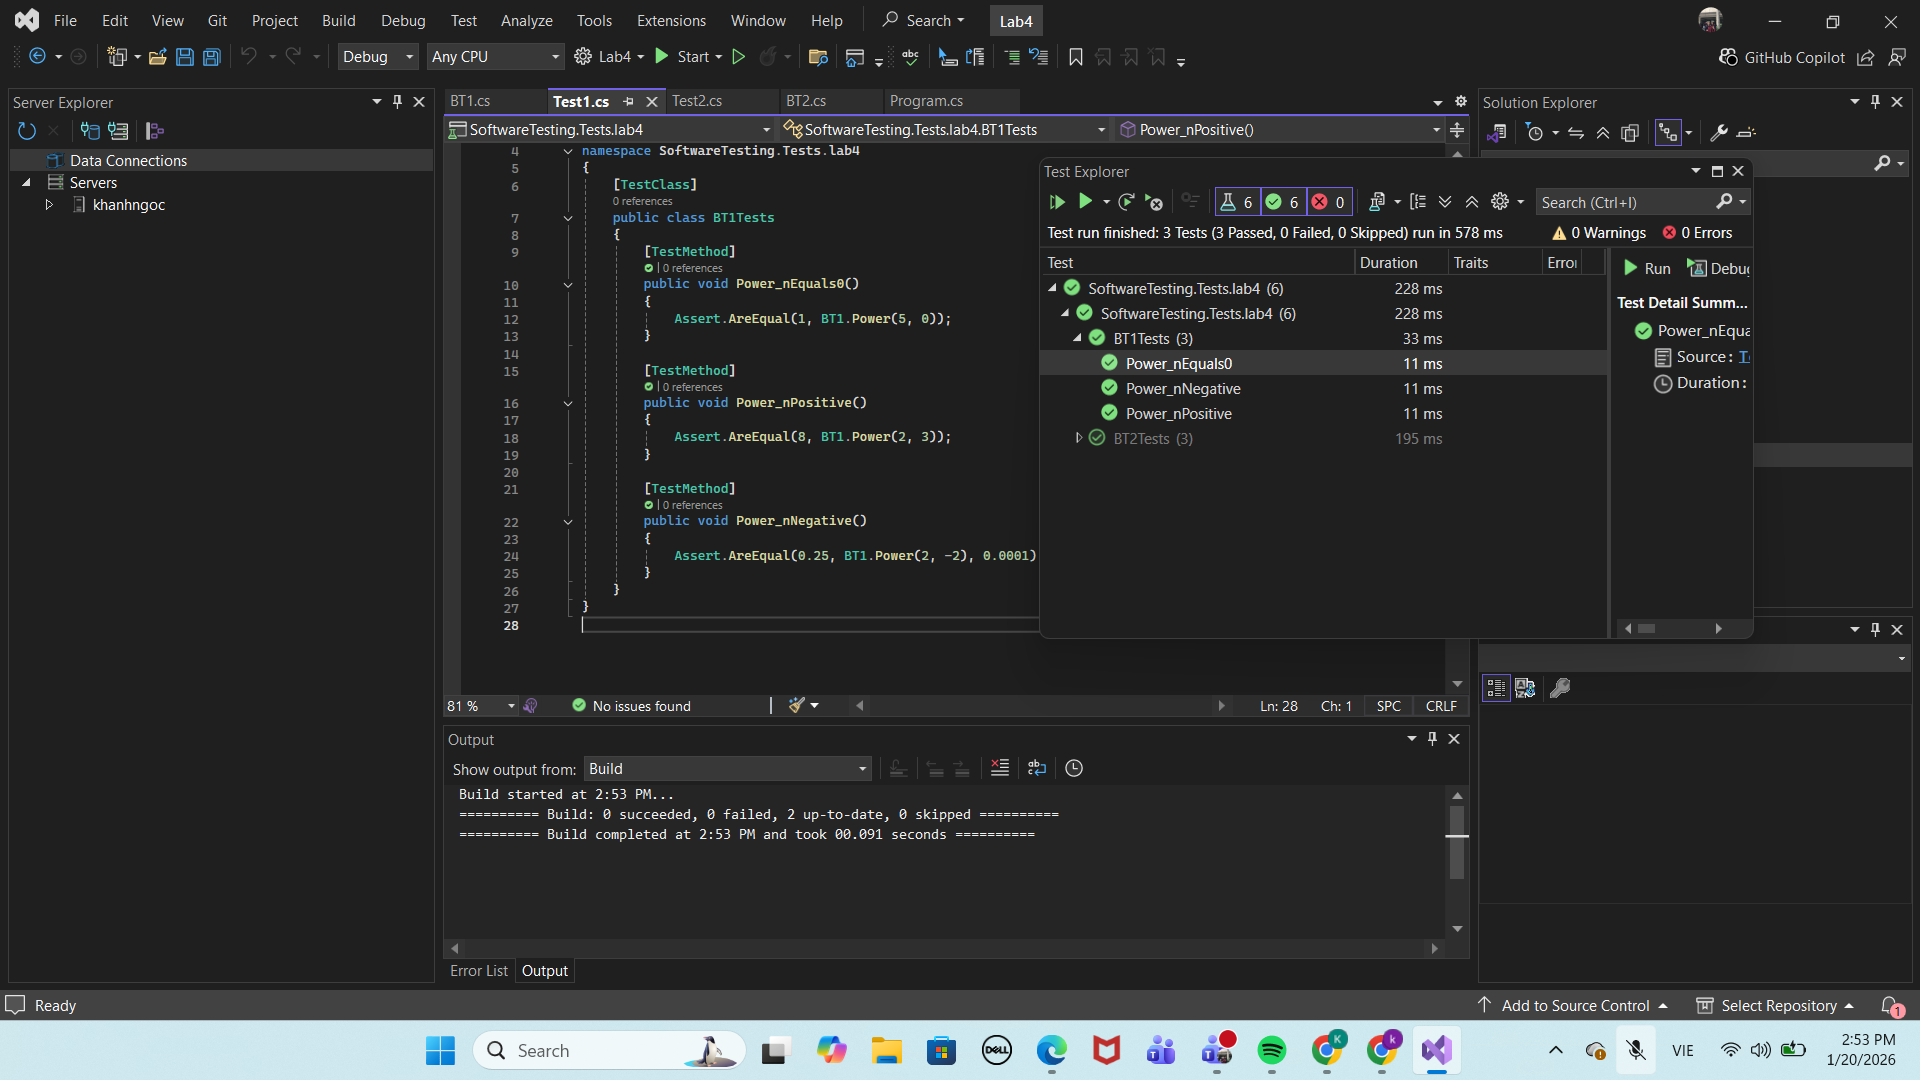 File Edit View Git Project Build Debug Test Analyze Tools Extensions Window Help Search Lab4
Debug Any CPU Lab4 Start GitHub Copilot
Server Explorer
Data Connections
Servers
khanhngoc
BT1.cs Test1.cs Test2.cs BT2.cs Program.cs
SoftwareTesting.Tests.lab4 SoftwareTesting.Tests.lab4.BT1Tests Power_nPositive()
4 namespace SoftwareTesting.Tests.lab4
5 {
6 [TestClass]
0 references
7 public class BT1Tests
8 {
9 [TestMethod]
| 0 references
10 public void Power_nEquals0()
11 {
12 Assert.AreEqual(1, BT1.Power(5, 0));
13 }
14
15 [TestMethod]
| 0 references
16 public void Power_nPositive()
17 {
18 Assert.AreEqual(8, BT1.Power(2, 3));
19 }
20
21 [TestMethod]
| 0 references
22 public void Power_nNegative()
23 {
24 Assert.AreEqual(0.25, BT1.Power(2, -2), 0.0001)
25 }
26 }
27 }
28
81 % No issues found Ln: 28 Ch: 1 SPC CRLF
Test Explorer
6 6 0 Search (Ctrl+I)
Test run finished: 3 Tests (3 Passed, 0 Failed, 0 Skipped) run in 578 ms 0 Warnings 0 Errors
Test Duration Traits Error
SoftwareTesting.Tests.lab4 (6) 228 ms
SoftwareTesting.Tests.lab4 (6) 228 ms
BT1Tests (3) 33 ms
Power_nEquals0 11 ms
Power_nNegative 11 ms
Power_nPositive 11 ms
BT2Tests (3) 195 ms
Run Debug
Test Detail Summ...
Power_nEqua
Source:
Duration:
Solution Explorer
Output
Show output from: Build
Build started at 2:53 PM...
========== Build: 0 succeeded, 0 failed, 2 up-to-date, 0 skipped ==========
========== Build completed at 2:53 PM and took 00.091 seconds ==========
Error List Output
Ready Add to Source Control Select Repository 1
Search DELL K k VIE 2:53 PM
1/20/2026